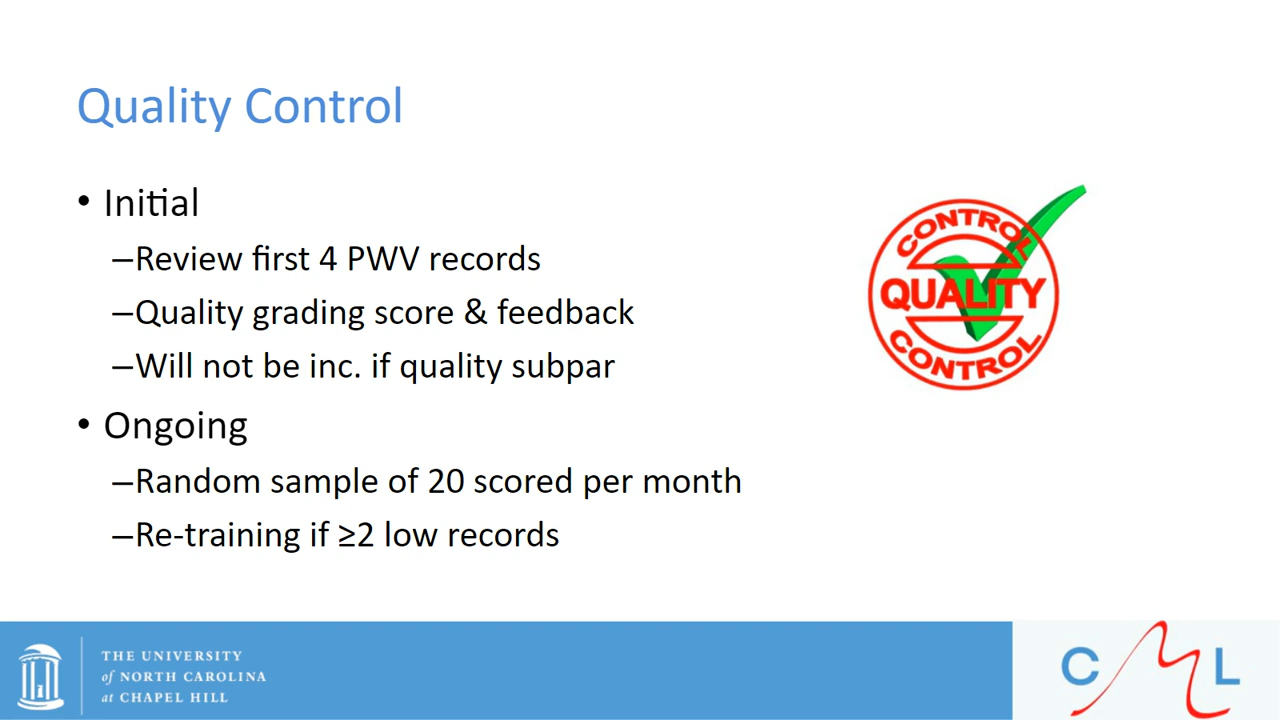 Quality Control
• Initial
–Review first 4 PWV records
–Quality grading score & feedback
–Will not be inc. if quality subpar
• Ongoing
–Random sample of 20 scored per month
–Re-training if ≥2 low records
CONTROL
QUALITY
CONTROL
THE UNIVERSITY
of NORTH CAROLINA
at CHAPEL HILL
C M L